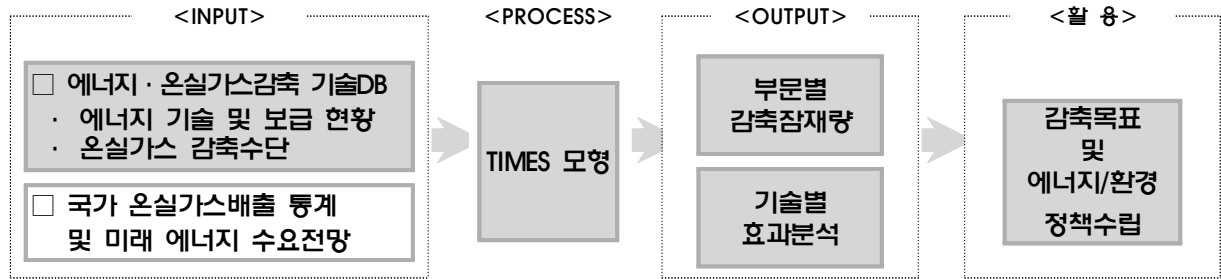 <INPUT>
□ 에너지 · 온실가스감축 기술DB
· 에너지 기술 및 보급 현황
· 온실가스 감축수단
□ 국가 온실가스배출 통계
및 미래 에너지 수요전망
<PROCESS>
TIMES 모형
<OUTPUT>
부문별
감축잠재량
기술별
효과분석
<활 용>
감축목표
및
에너지/환경
정책수립